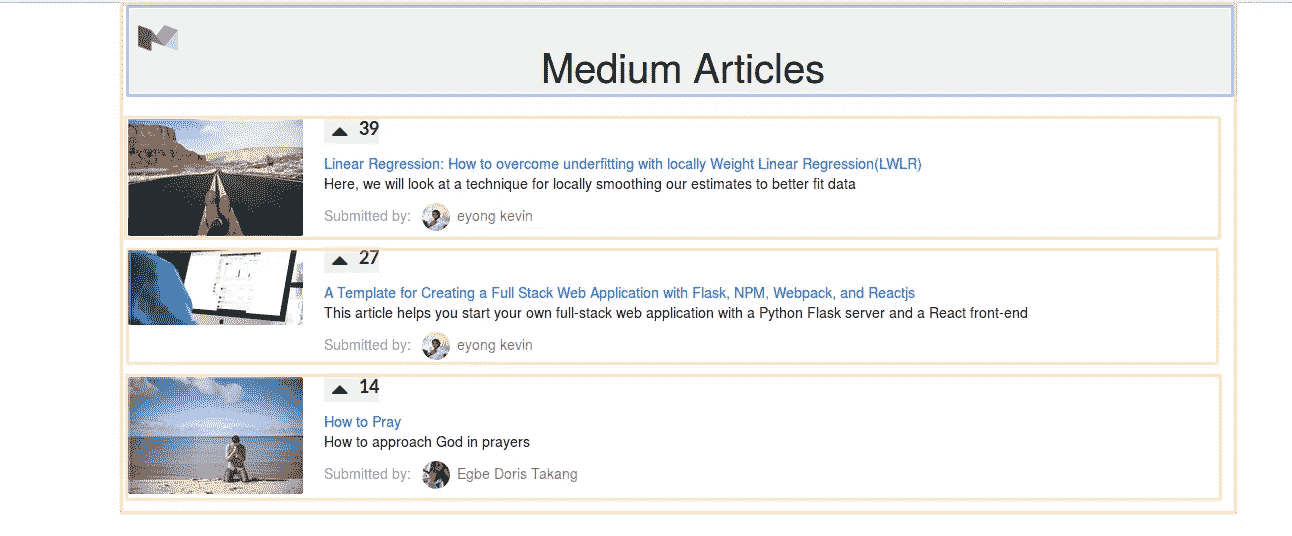 Medium Articles
39
Linear Regression: How to overcome underfitting with locally Weight Linear Regression(LWLR)
Here, we will look at a technique for locally smoothing our estimates to better fit data
Submitted by: eyong kevin
27
A Template for Creating a Full Stack Web Application with Flask, NPM, Webpack, and Reactjs
This article helps you start your own full-stack web application with a Python Flask server and a React front-end
Submitted by: eyong kevin
14
How to Pray
How to approach God in prayers
Submitted by: Egbe Doris Takang